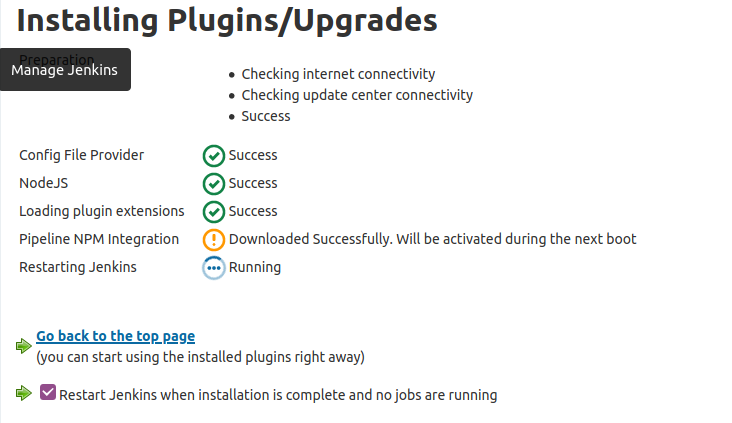 Installing Plugins/Upgrades
Preparation
Manage Jenkins
Checking internet connectivity
Checking update center connectivity
Success
Config File Provider Success
NodeJS Success
Loading plugin extensions Success
Pipeline NPM Integration Downloaded Successfully. Will be activated during the next boot
Restarting Jenkins Running
Go back to the top page
(you can start using the installed plugins right away)
Restart Jenkins when installation is complete and no jobs are running